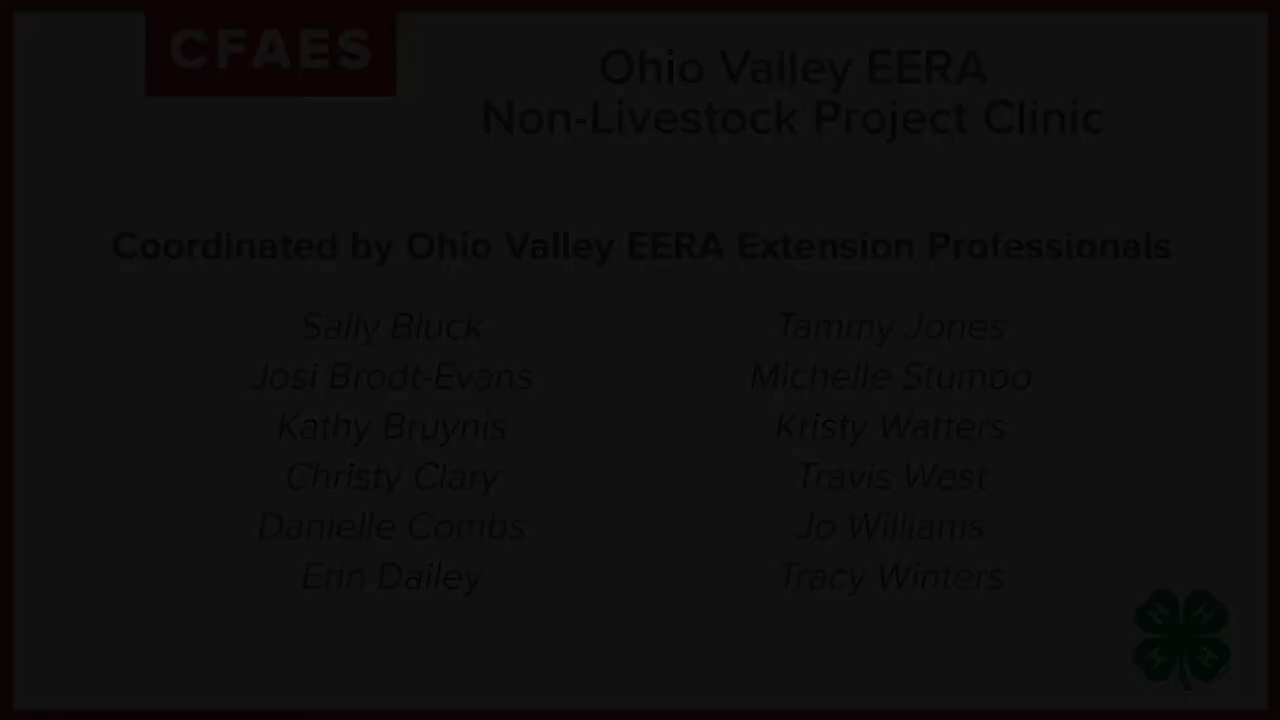 CFAES
Ohio Valley EERA
Non-Livestock Project Clinic
Coordinated by Ohio Valley EERA Extension Professionals
Sally Bluck
Josi Brodt-Evans
Kathy Bruynis
Christy Clary
Danielle Combs
Erin Dailey
Tammy Jones
Michelle Stumbo
Kristy Watters
Travis West
Jo Williams
Tracy Winters
H H H H